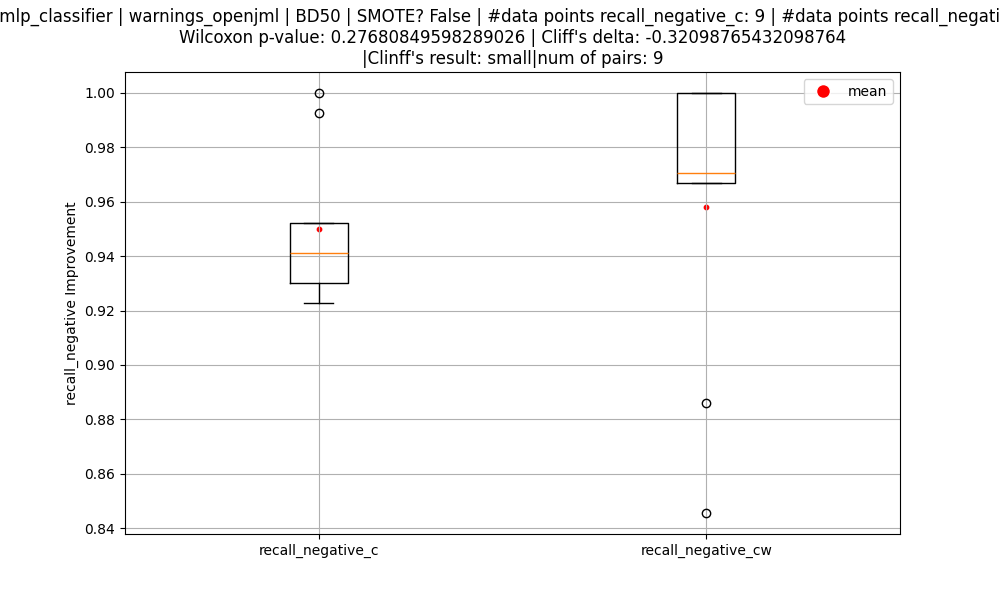 mlp_classifier | warnings_openjml | BD50 | SMOTE? False | #data points recall_negative_c: 9 | #data points
Wilcoxon p-value: 0.27680849598289026 | Cliff's delta: -0.32098765432098764
|Clinff's result: small|num of pairs: 9
mean
1.00
0.98
0.96
0.94
0.92
0.90
0.88
0.86
0.84
recall_negative Improvement
recall_negative_c
recall_negative_cw